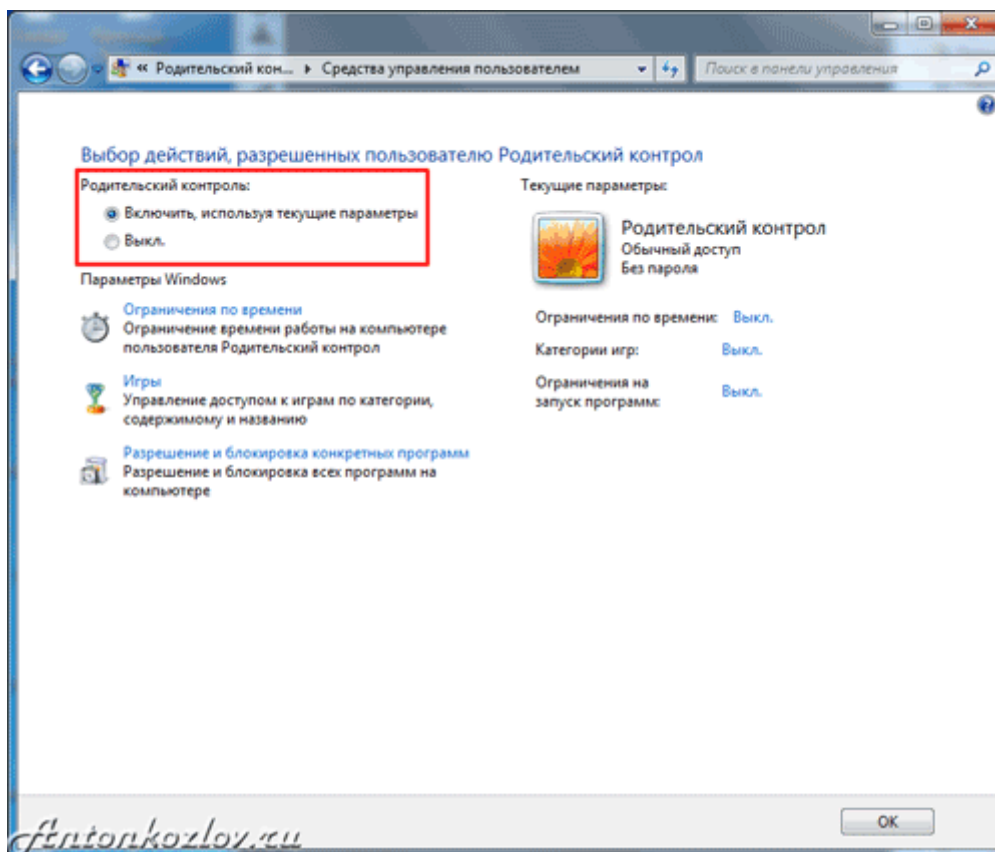 « Родительский кон... ▸ Средства управления пользователем
Поиск в панели управления
Выбор действий, разрешенных пользователю Родительский контрол
Родительский контроль:
Включить, используя текущие параметры
Выкл.
Параметры Windows
Ограничения по времени
Ограничение времени работы на компьютере
пользователя Родительский контрол
Игры
Управление доступом к играм по категории,
содержимому и названию
Разрешение и блокировка конкретных программ
Разрешение и блокировка всех программ на
компьютере
Текущие параметры:
Родительский контрол
Обычный доступ
Без пароля
Ограничения по времени: Выкл.
Категории игр: Выкл.
Ограничения на
запуск программ: Выкл.
OK
Antonkozlov.ru